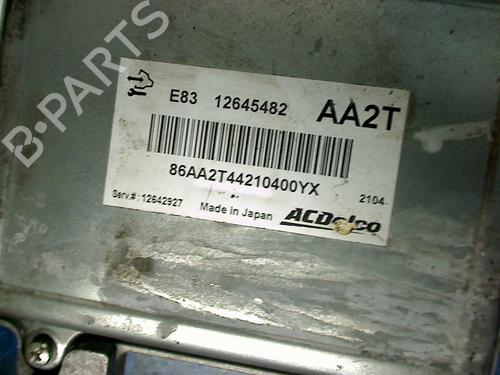 E83 12645482 AA2T
86AA2T44210400YX
2104
Serv.#: 12642927 Made in Japan ACDelco
B-PARTS